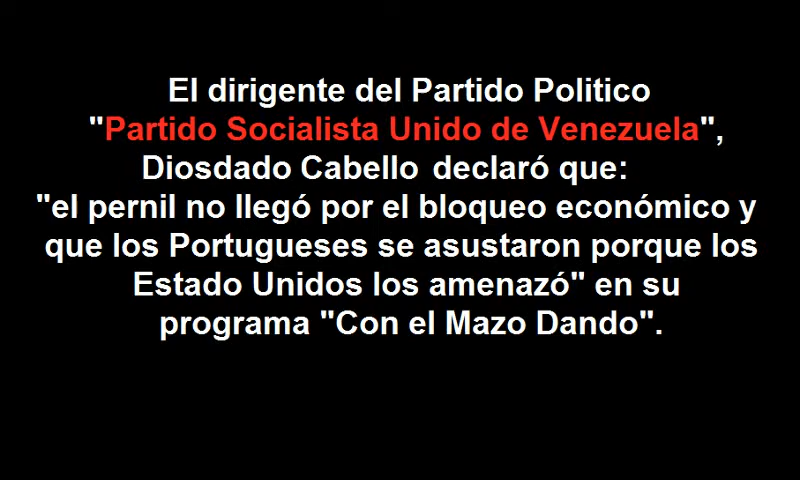 El dirigente del Partido Politico
"Partido Socialista Unido de Venezuela",
Diosdado Cabello declaró que:
"el pernil no llegó por el bloqueo económico y
que los Portugueses se asustaron porque los
Estado Unidos los amenazó" en su
programa "Con el Mazo Dando".